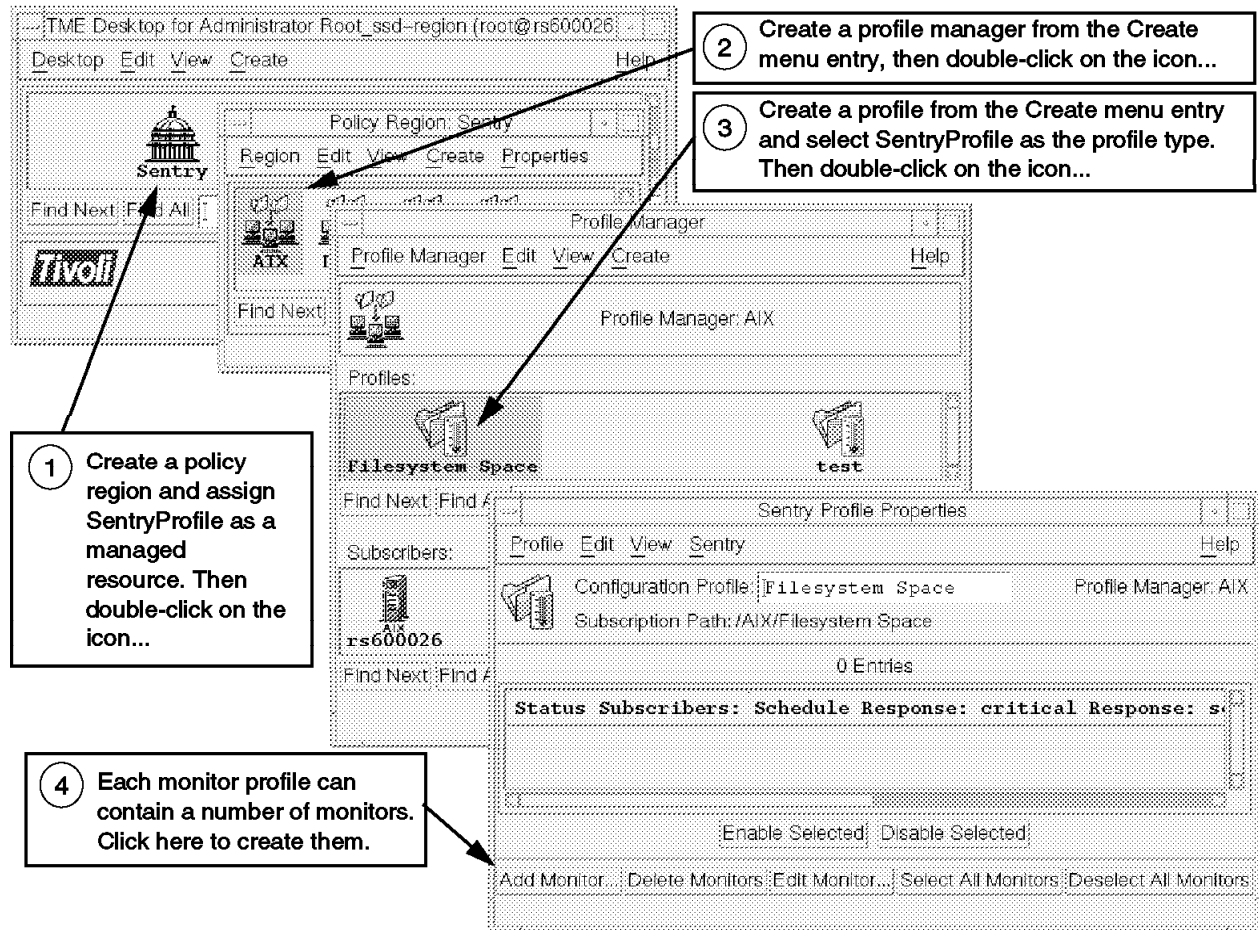 TME Desktop for Administrator Root_ssd-region (root@rs600026
Desktop Edit View Create Help
Sentry
Find Next Find All
Tivoli
2
Create a profile manager from the Create
menu entry, then double-click on the icon...
3
Create a profile from the Create menu entry
and select SentryProfile as the profile type.
Then double-click on the icon...
Policy Region: Sentry
Region Edit View Create Properties
AIX
Find Next
Profile Manager
Profile Manager Edit View Create Help
Profile Manager: AIX
Profiles:
Filesystem Space
test
Find Next Find
Subscribers:
AIX
rs600026
Find Next Find
1
Create a policy
region and assign
SentryProfile as a
managed
resource. Then
double-click on the
icon...
Sentry Profile Properties
Profile Edit View Sentry Help
Configuration Profile: Filesystem Space Profile Manager: AIX
Subscription Path: /AIX/Filesystem Space
0 Entries
Status Subscribers: Schedule Response: critical Response: s
Enable Selected Disable Selected
Add Monitor... Delete Monitors Edit Monitor... Select All Monitors Deselect All Monitors
4
Each monitor profile can
contain a number of monitors.
Click here to create them.